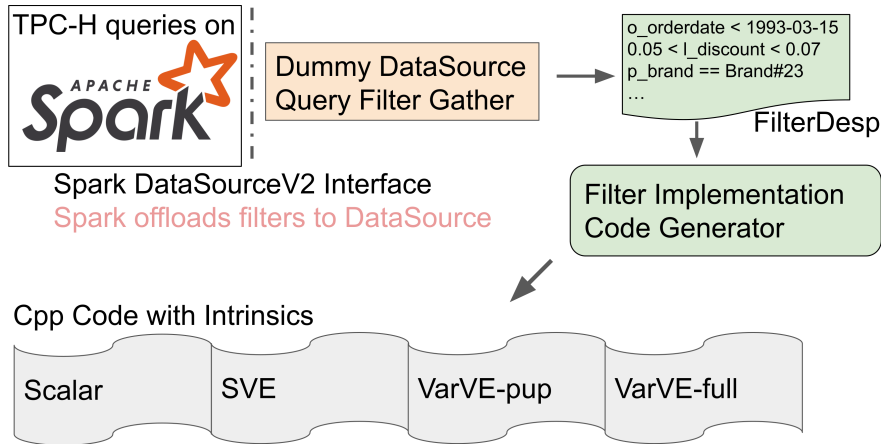 TPC-H queries on
APACHE
Spark
Dummy DataSource
Query Filter Gather
o_orderdate < 1993-03-15
0.05 < l_discount < 0.07
p_brand == Brand#23
...
FilterDesp
Spark DataSourceV2 Interface
Spark offloads filters to DataSource
Filter Implementation
Code Generator
Cpp Code with Intrinsics
Scalar
SVE
VarVE-pup
VarVE-full